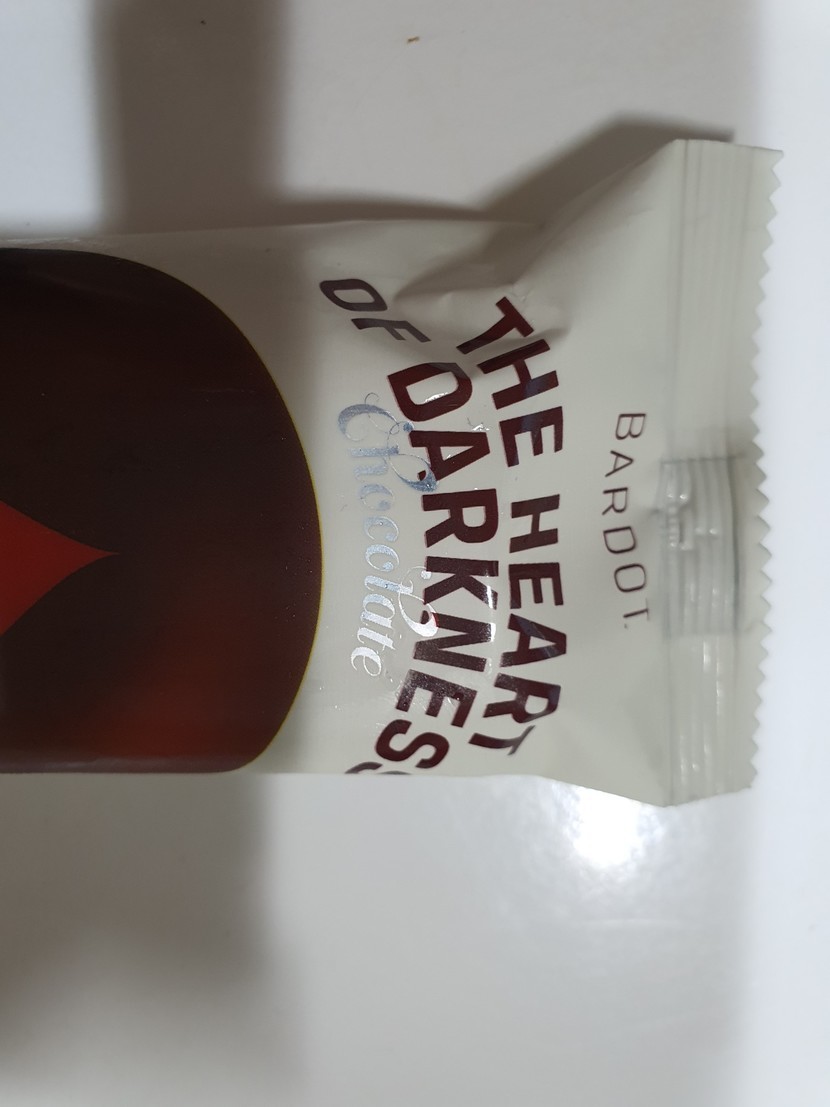 BARDOT.
THE HEART
OF DARKNESS
Chocolate